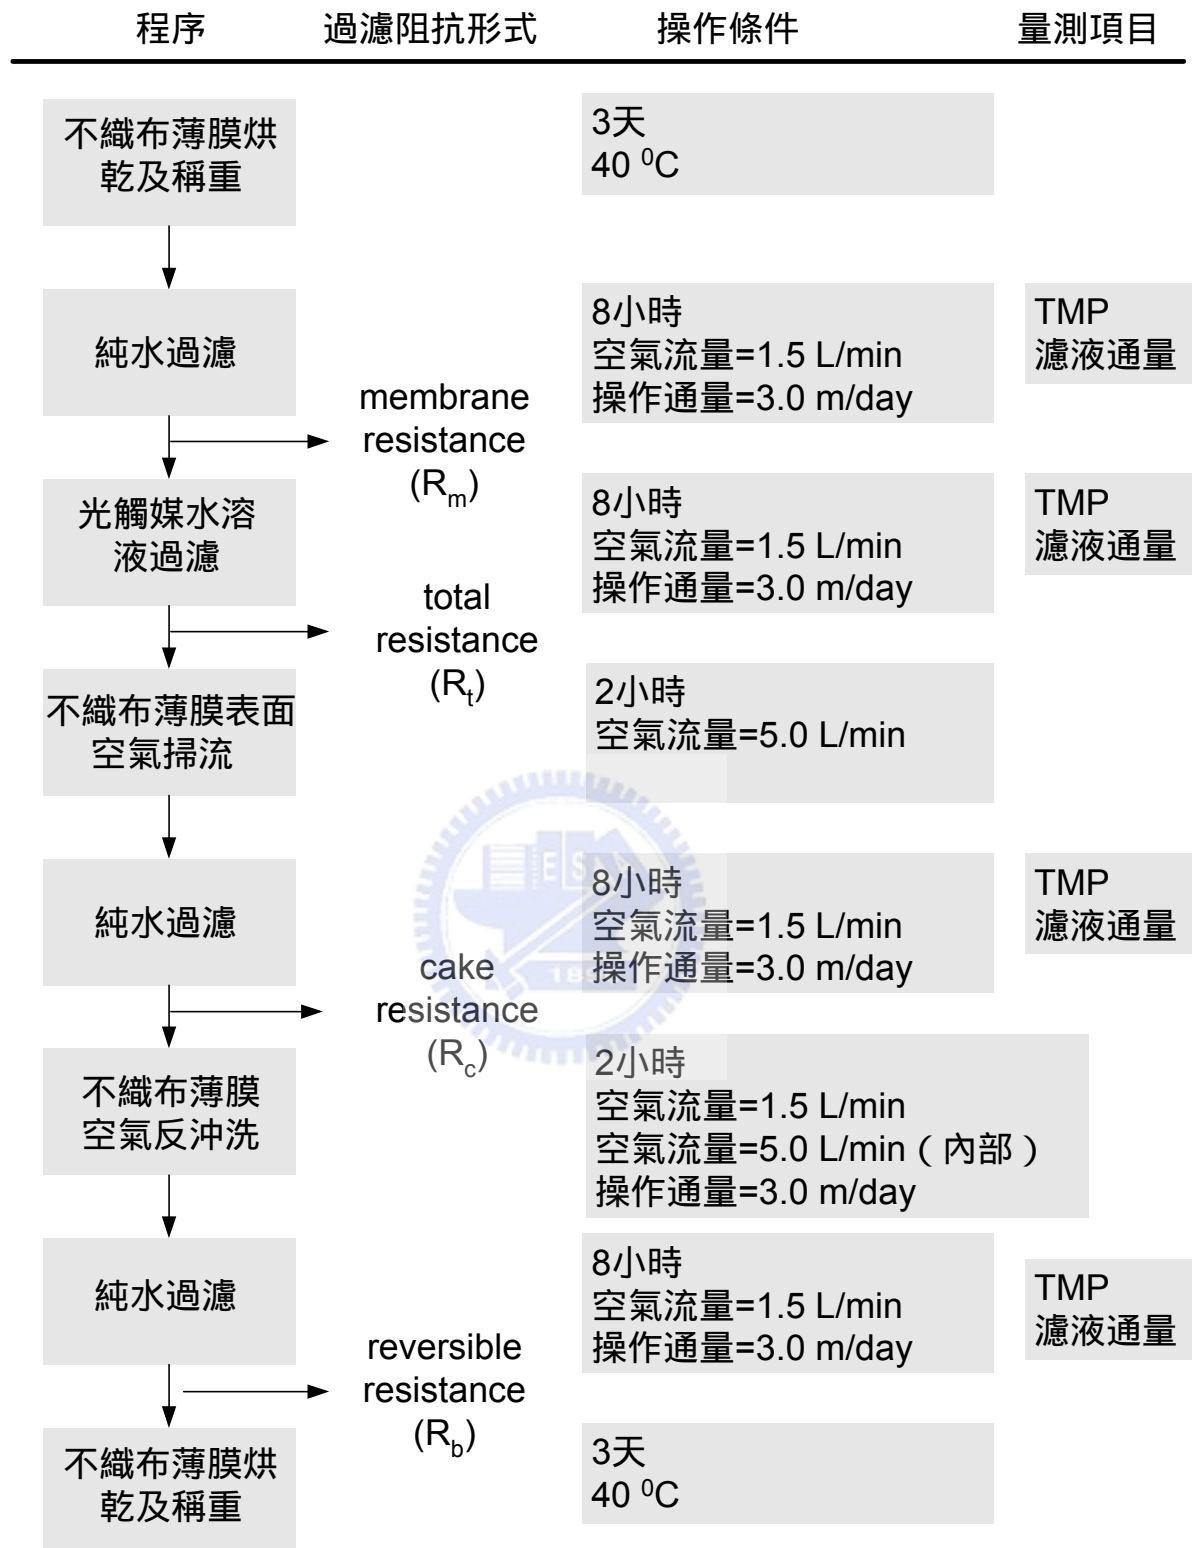 程序 過濾阻抗形式 操作條件 量測項目
不織布薄膜烘
乾及稱重
3天
40 ⁰C
純水過濾
8小時
空氣流量=1.5 L/min
操作通量=3.0 m/day
TMP
濾液通量
membrane
resistance
(Rₘ)
光觸媒水溶
液過濾
8小時
空氣流量=1.5 L/min
操作通量=3.0 m/day
TMP
濾液通量
total
resistance
(Rₜ)
不織布薄膜表面
空氣掃流
2小時
空氣流量=5.0 L/min
純水過濾
8小時
空氣流量=1.5 L/min
操作通量=3.0 m/day
TMP
濾液通量
cake
resistance
(R_c)
不織布薄膜
空氣反沖洗
2小時
空氣流量=1.5 L/min
空氣流量=5.0 L/min（內部）
操作通量=3.0 m/day
純水過濾
8小時
空氣流量=1.5 L/min
操作通量=3.0 m/day
TMP
濾液通量
reversible
resistance
(R_b)
不織布薄膜烘
乾及稱重
3天
40 ⁰C